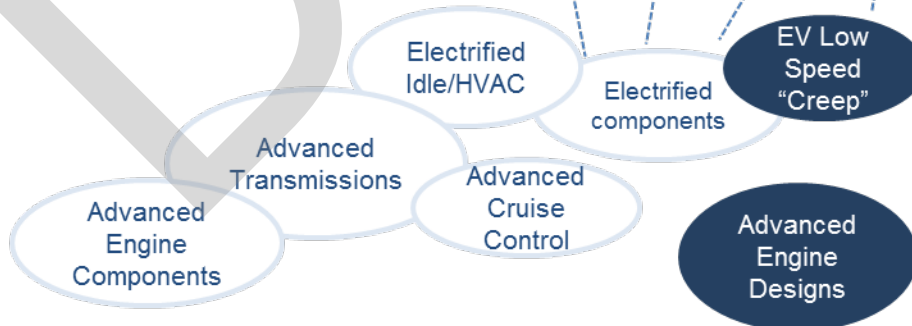 Electrified
Idle/HVAC
EV Low
Speed
“Creep”
Electrified
components
Advanced
Transmissions
Advanced
Cruise
Control
Advanced
Engine
Components
Advanced
Engine
Designs